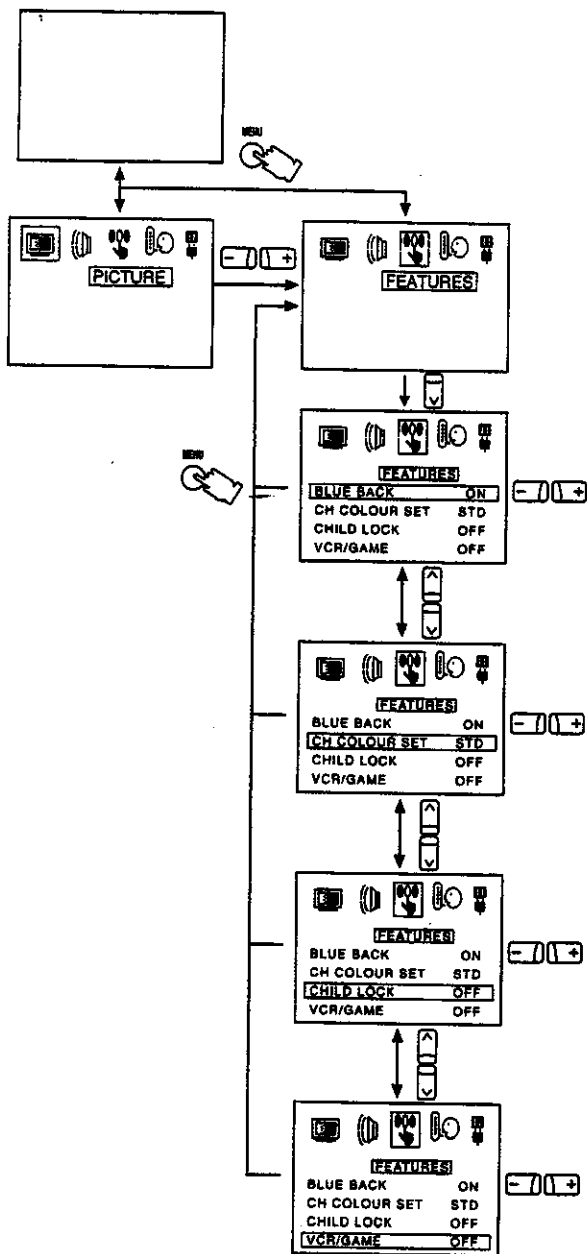 MENU
PICTURE
- +
FEATURES
MENU
FEATURES
BLUE BACK ON
CH COLOUR SET STD
CHILD LOCK OFF
VCR/GAME OFF
- +
FEATURES
BLUE BACK ON
CH COLOUR SET STD
CHILD LOCK OFF
VCR/GAME OFF
- +
FEATURES
BLUE BACK ON
CH COLOUR SET STD
CHILD LOCK OFF
VCR/GAME OFF
- +
FEATURES
BLUE BACK ON
CH COLOUR SET STD
CHILD LOCK OFF
VCR/GAME OFF
- +